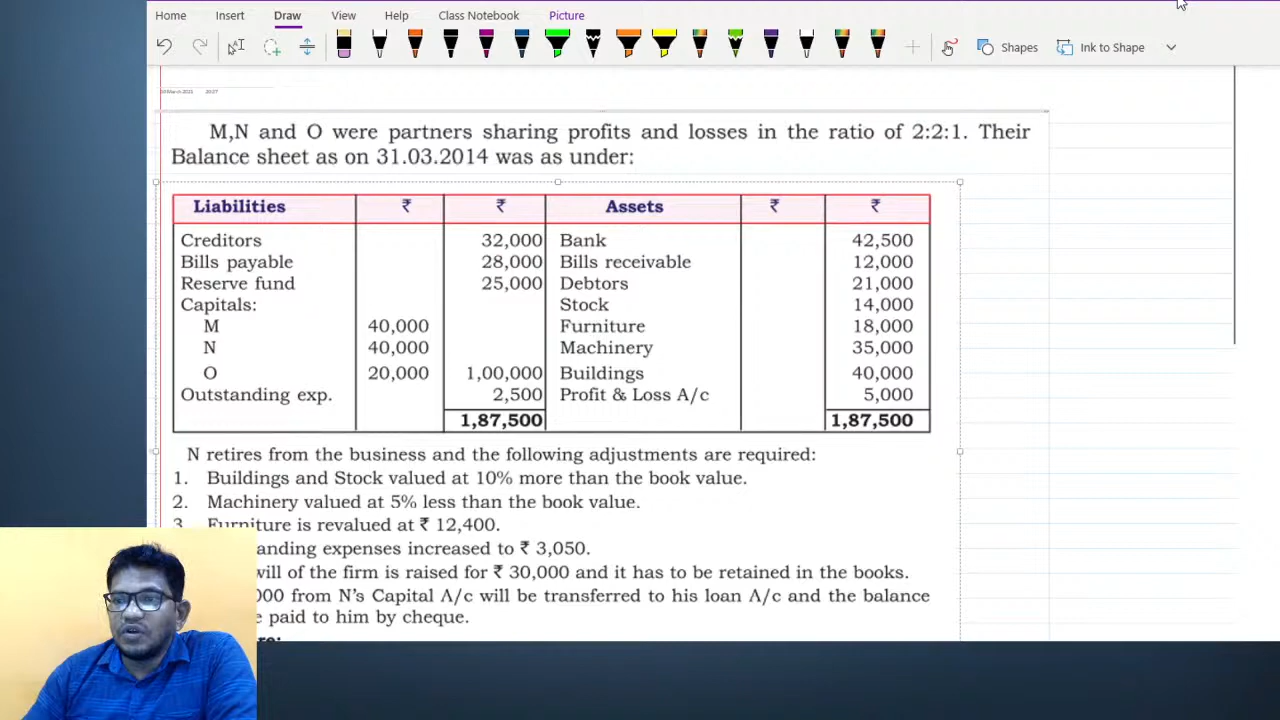 Home Insert Draw View Help Class Notebook Picture
Shapes Ink to Shape
M,N and O were partners sharing profits and losses in the ratio of 2:2:1. Their
Balance sheet as on 31.03.2014 was as under:
Liabilities ₹ ₹ Assets ₹ ₹
Creditors 32,000 Bank 42,500
Bills payable 28,000 Bills receivable 12,000
Reserve fund 25,000 Debtors 21,000
Capitals: Stock 14,000
M 40,000 Furniture 18,000
N 40,000 Machinery 35,000
O 20,000 1,00,000 Buildings 40,000
Outstanding exp. 2,500 Profit & Loss A/c 5,000
1,87,500 1,87,500
N retires from the business and the following adjustments are required:
1. Buildings and Stock valued at 10% more than the book value.
2. Machinery valued at 5% less than the book value.
3 Furniture is revalued at ₹ 12,400.
anding expenses increased to ₹ 3,050.
will of the firm is raised for ₹ 30,000 and it has to be retained in the books.
000 from N's Capital A/c will be transferred to his loan A/c and the balance
e paid to him by cheque.